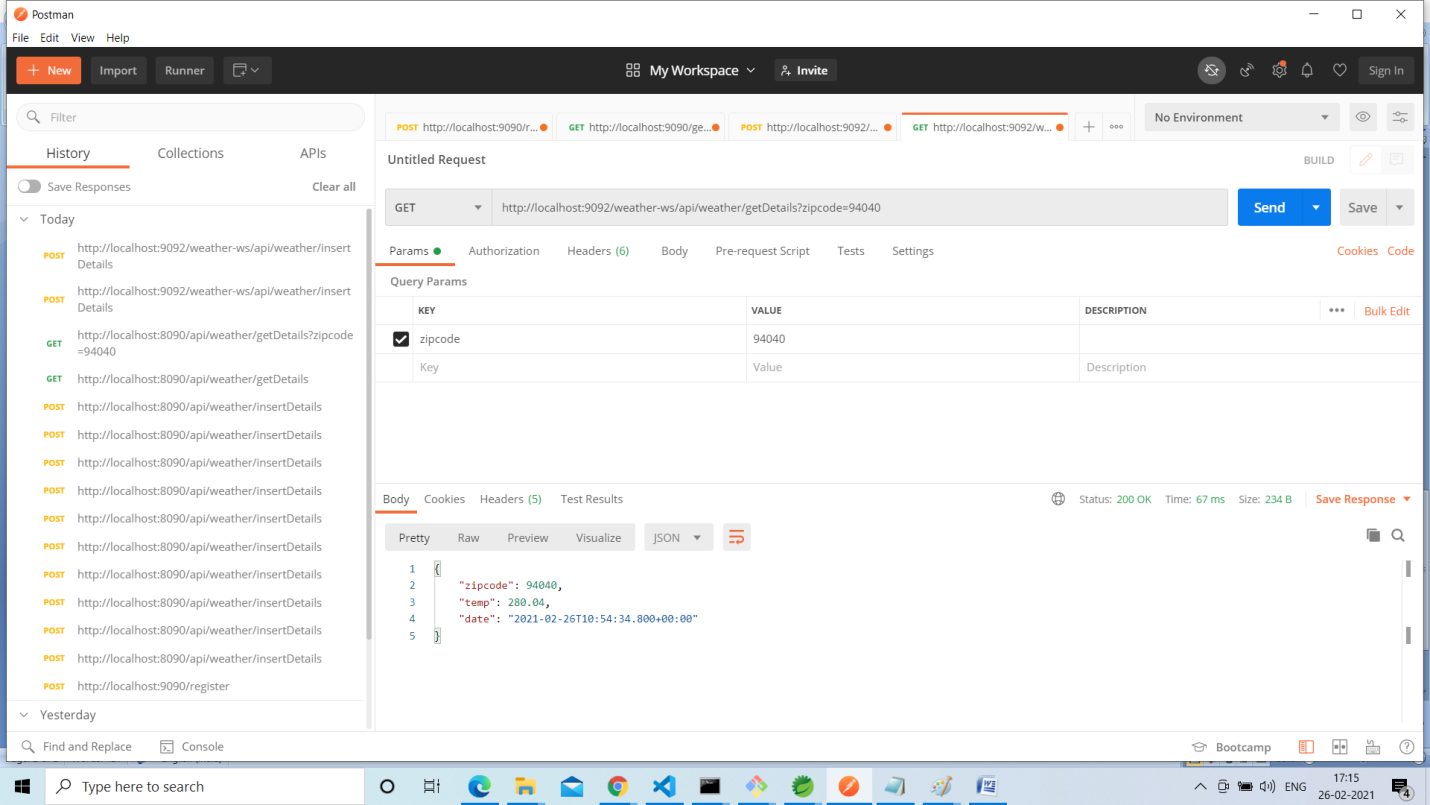 Postman
File Edit View Help
New Import Runner My Workspace Invite Sign In
Filter
History Collections APIs
Save Responses Clear all
Today
POST http://localhost:9092/weather-ws/api/weather/insert
Details
POST http://localhost:9092/weather-ws/api/weather/insert
Details
GET http://localhost:8090/api/weather/getDetails?zipcode
=94040
GET http://localhost:8090/api/weather/getDetails
POST http://localhost:8090/api/weather/insertDetails
POST http://localhost:8090/api/weather/insertDetails
POST http://localhost:8090/api/weather/insertDetails
POST http://localhost:8090/api/weather/insertDetails
POST http://localhost:8090/api/weather/insertDetails
POST http://localhost:8090/api/weather/insertDetails
POST http://localhost:8090/api/weather/insertDetails
POST http://localhost:8090/api/weather/insertDetails
POST http://localhost:8090/api/weather/insertDetails
POST http://localhost:8090/api/weather/insertDetails
POST http://localhost:9090/register
Yesterday
POST http://localhost:9090/r... GET http://localhost:9090/ge... POST http://localhost:9092/... GET http://localhost:9092/w... No Environment
Untitled Request BUILD
GET http://localhost:9092/weather-ws/api/weather/getDetails?zipcode=94040 Send Save
Params Authorization Headers (6) Body Pre-request Script Tests Settings Cookies Code
Query Params
KEY VALUE DESCRIPTION Bulk Edit
zipcode 94040
Key Value Description
Body Cookies Headers (5) Test Results Status: 200 OK Time: 67 ms Size: 234 B Save Response
Pretty Raw Preview Visualize JSON
1 {
2 "zipcode": 94040,
3 "temp": 280.04,
4 "date": "2021-02-26T10:54:34.800+00:00"
5 }
Find and Replace Console Bootcamp
Type here to search ENG 17:15
26-02-2021 4